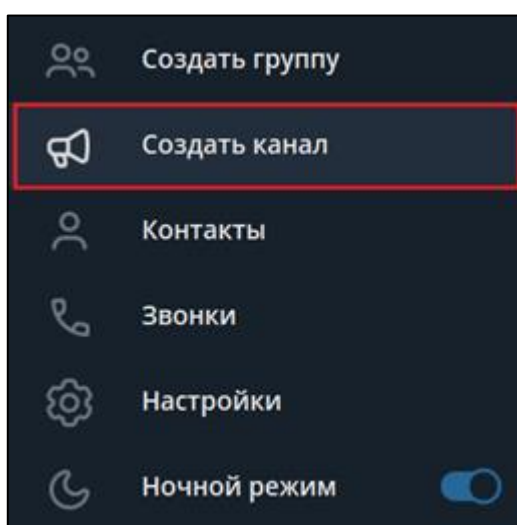 Создать группу
Создать канал
Контакты
Звонки
Настройки
Ночной режим